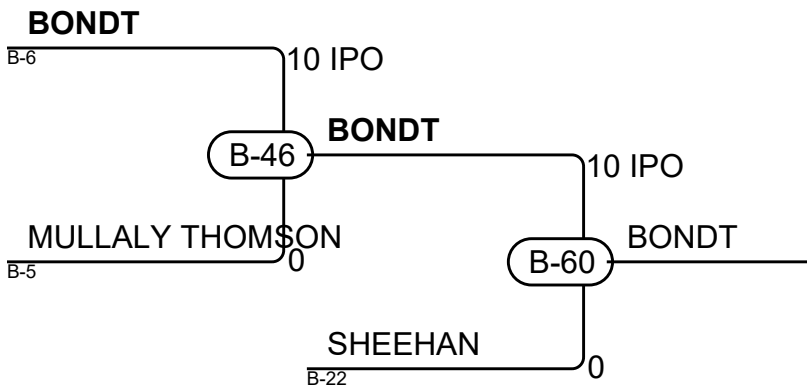 BONDT
B-6
10 IPO
B-46
BONDT
10 IPO
MULLALY THOMSON
B-5
0
B-60
BONDT
SHEEHAN
B-22
0